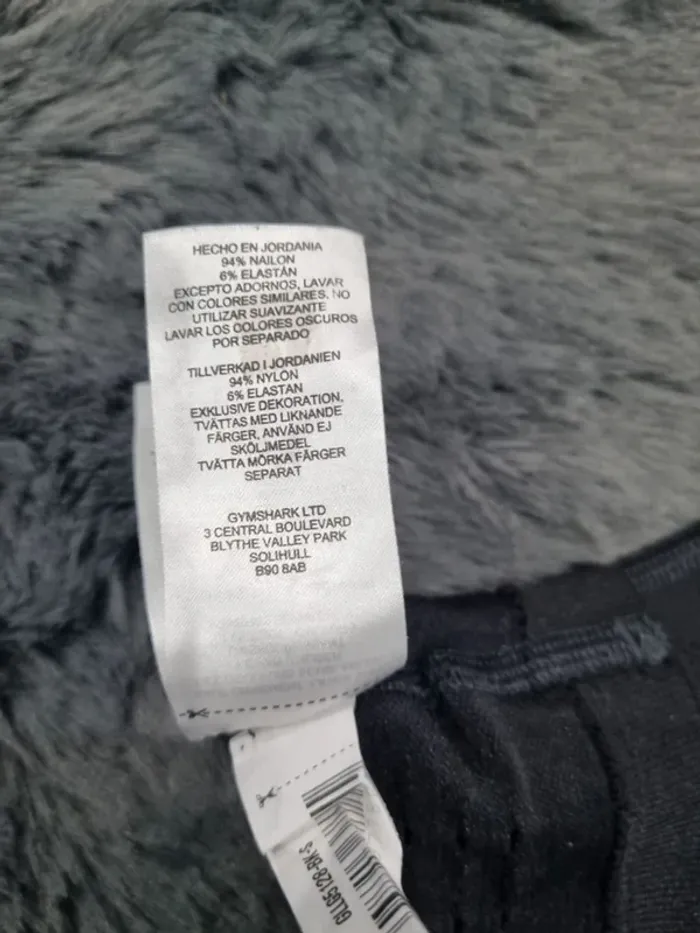 HECHO EN JORDANIA
94% NAILON
6% ELASTÁN
EXCEPTO ADORNOS, LAVAR
CON COLORES SIMILARES. NO
UTILIZAR SUAVIZANTE
LAVAR LOS COLORES OSCUROS
POR SEPARADO
TILLVERKAD I JORDANIEN
94% NYLON
6% ELASTAN
EXKLUSIVE DEKORATION,
TVÄTTAS MED LIKNANDE
FÄRGER, ANVÄND EJ
SKÖLJMEDEL
TVÄTTA MÖRKA FÄRGER
SEPARAT
GYMSHARK LTD
3 CENTRAL BOULEVARD
BLYTHE VALLEY PARK
SOLIHULL
B90 8AB